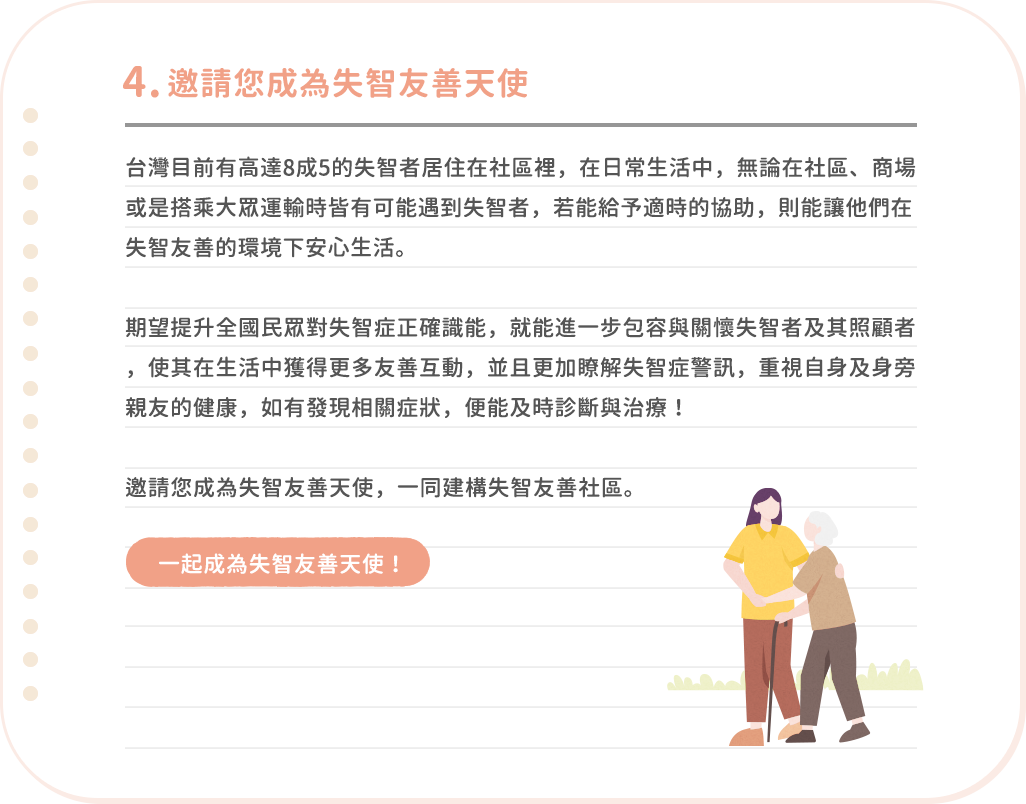 4. 邀請您成為失智友善天使
台灣目前有高達8成5的失智者居住在社區裡，在日常生活中，無論在社區、商場
或是搭乘大眾運輸時皆有可能遇到失智者，若能給予適時的協助，則能讓他們在
失智友善的環境下安心生活。
期望提升全國民眾對失智症正確識能，就能進一步包容與關懷失智者及其照顧者
，使其在生活中獲得更多友善互動，並且更加瞭解失智症警訊，重視自身及身旁
親友的健康，如有發現相關症狀，便能及時診斷與治療！
邀請您成為失智友善天使，一同建構失智友善社區。
一起成為失智友善天使！